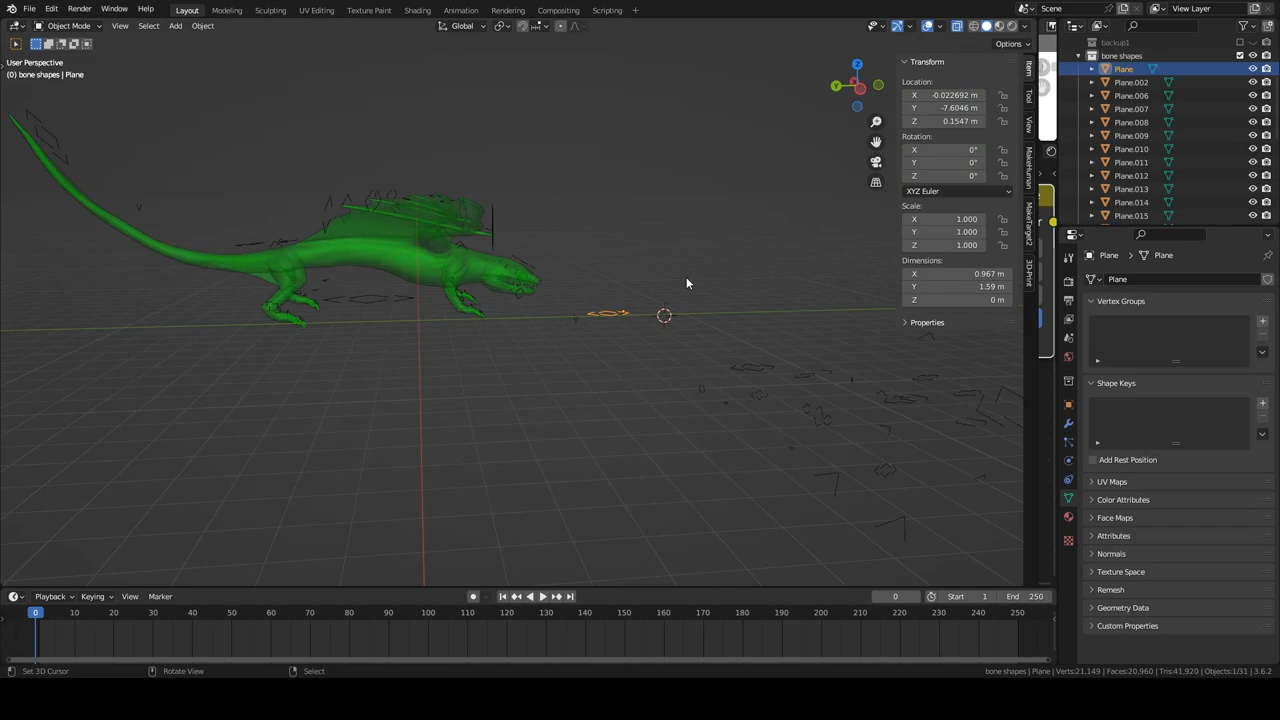 File Edit Render Window Help Layout Modeling Sculpting UV Editing Texture Paint Shading Animation Rendering Compositing Scripting + Scene View Layer
Object Mode View Select Add Object Global
Options
User Perspective
(0) bone shapes | Plane
Z
Y
Transform
Location:
X -0.022692 m
Y -7.6046 m
Z 0.1547 m
Rotation:
X 0°
Y 0°
Z 0°
XYZ Euler
Scale:
X 1.000
Y 1.000
Z 1.000
Dimensions:
X 0.967 m
Y 1.59 m
Z 0 m
Properties
Item
Tool
View
MakeHuman
MakeTarget2
3D-Print
backup1
bone shapes
Plane
Plane.002
Plane.006
Plane.007
Plane.008
Plane.009
Plane.010
Plane.011
Plane.012
Plane.013
Plane.014
Plane.015
Plane Plane
Plane
Vertex Groups
Shape Keys
Add Rest Position
UV Maps
Color Attributes
Face Maps
Attributes
Normals
Texture Space
Remesh
Geometry Data
Custom Properties
Playback Keying View Marker 0 Start 1 End 250
0 10 20 30 40 50 60 70 80 90 100 110 120 130 140 150 160 170 180 190 200 210 220 230 240 250
Set 3D Cursor Rotate View Select bone shapes | Plane | Verts:21,149 | Faces:20,960 | Tris:41,920 | Objects:1/31 | 3.6.2